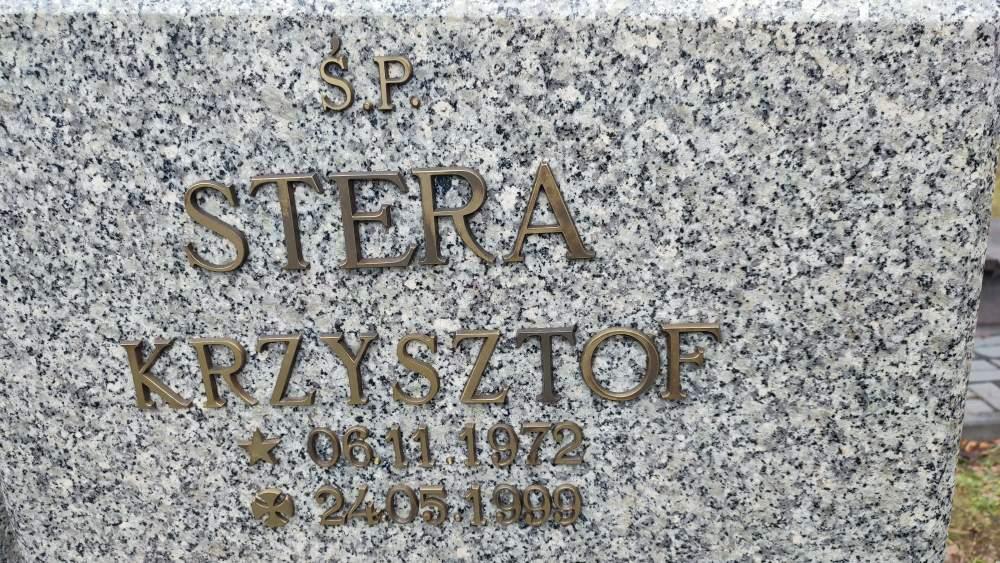 Ś.P.
STERA
KRZYSZTOF
06.11.1972
24.05.1999